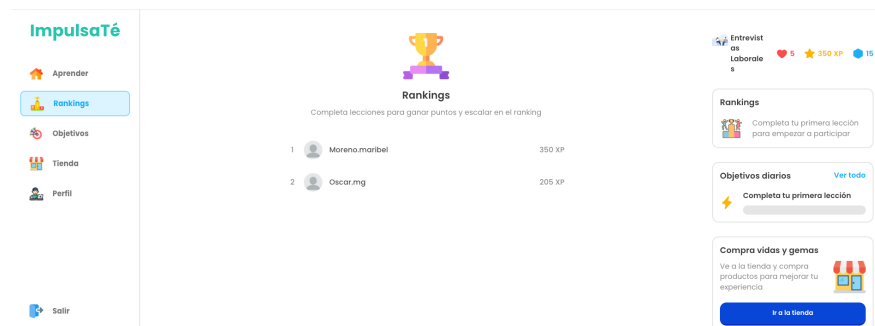 ImpulsaTé
Aprender
Rankings
Objetivos
Tienda
Perfil
Salir
Rankings
Completa lecciones para ganar puntos y escalar en el ranking
1 Moreno.maribel 350 XP
2 Oscar.mg 205 XP
Entrevist
as
Laborale
s
5 350 XP 15
Rankings
Completa tu primera lección
para empezar a participar
Objetivos diarios Ver todo
Completa tu primera lección
Compra vidas y gemas
Ve a la tienda y compra
productos para mejorar tu
experiencia
Ir a la tienda